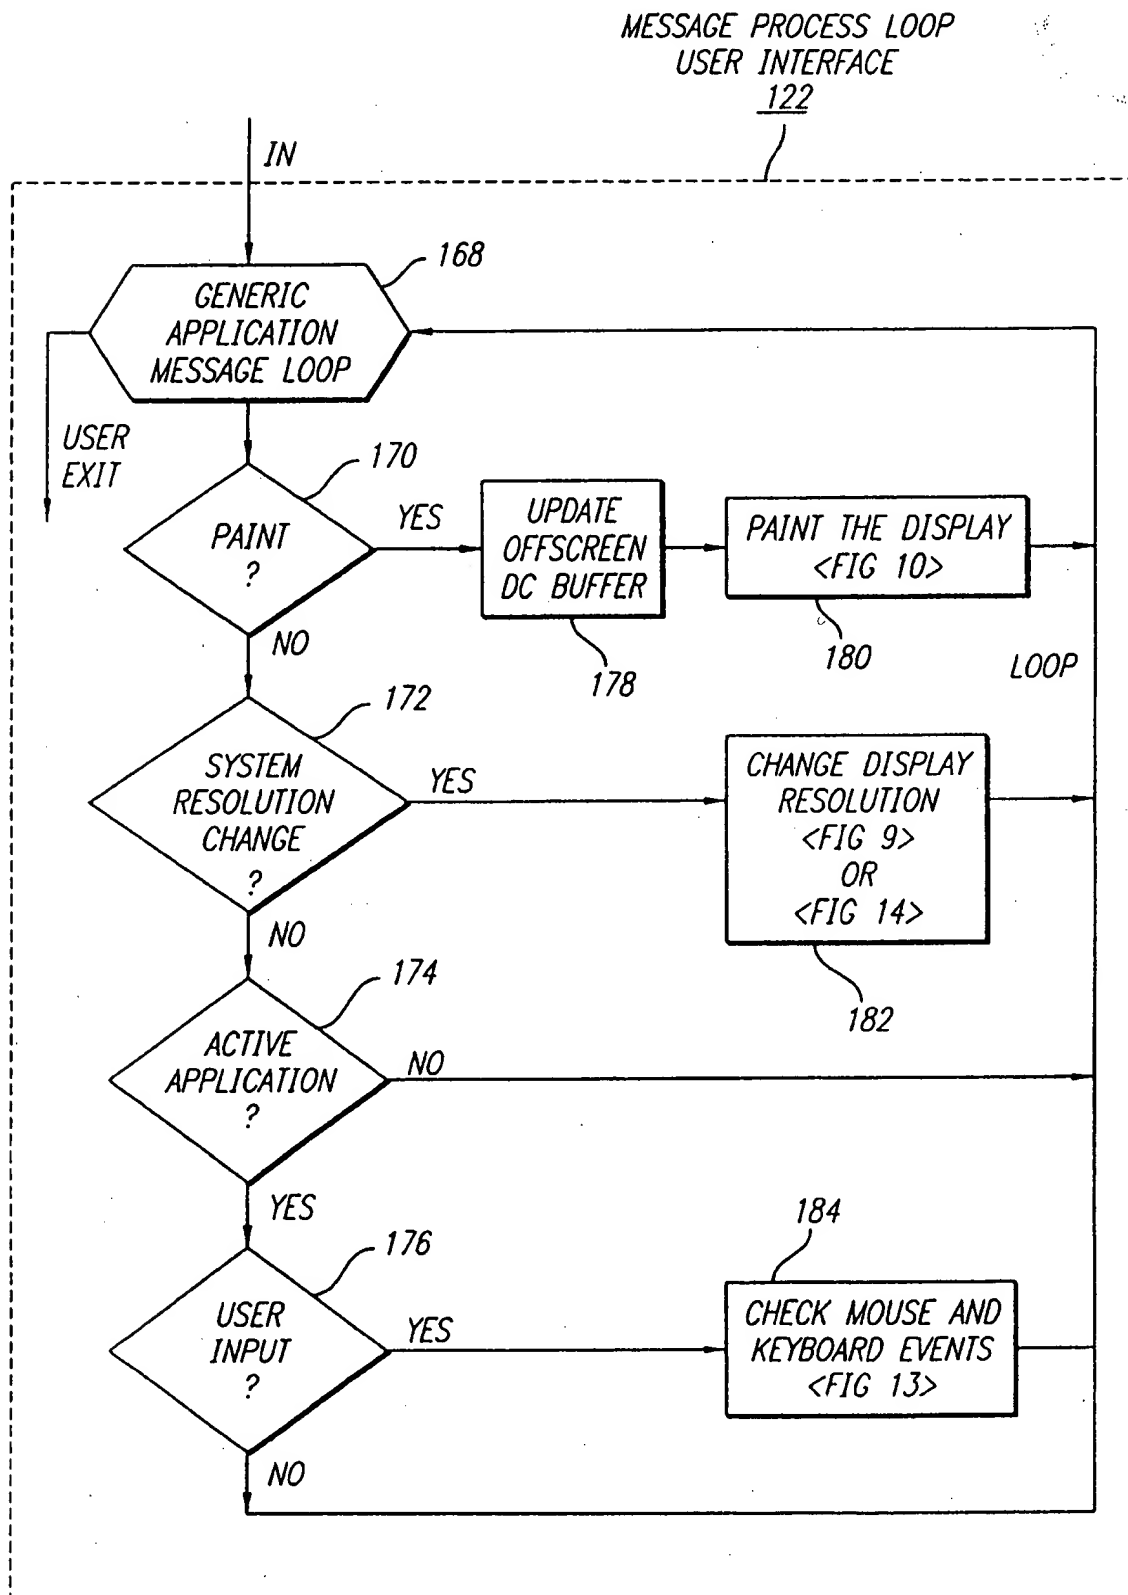 MESSAGE PROCESS LOOP
USER INTERFACE
122
IN
168
GENERIC
APPLICATION
MESSAGE LOOP
USER
EXIT
170
PAINT
?
YES
UPDATE
OFFSCREEN
DC BUFFER
178
PAINT THE DISPLAY
<FIG 10>
180
LOOP
NO
172
SYSTEM
RESOLUTION
CHANGE
?
YES
CHANGE DISPLAY
RESOLUTION
<FIG 9>
OR
<FIG 14>
182
NO
174
ACTIVE
APPLICATION
?
NO
YES
176
USER
INPUT
?
YES
184
CHECK MOUSE AND
KEYBOARD EVENTS
<FIG 13>
NO